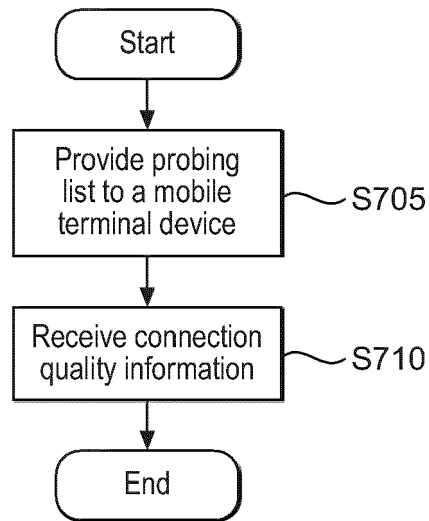 Start
Provide probing
list to a mobile
terminal device
S705
Receive connection
quality information
S710
End